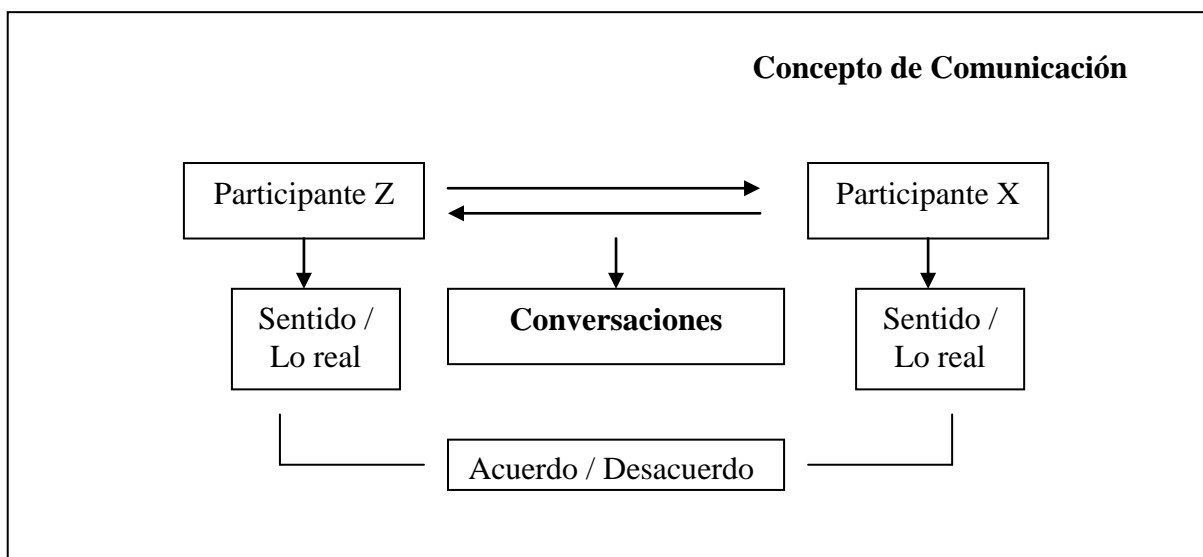 Concepto de Comunicación
Participante Z
Participante X
Sentido /
Lo real
Conversaciones
Sentido /
Lo real
Acuerdo / Desacuerdo